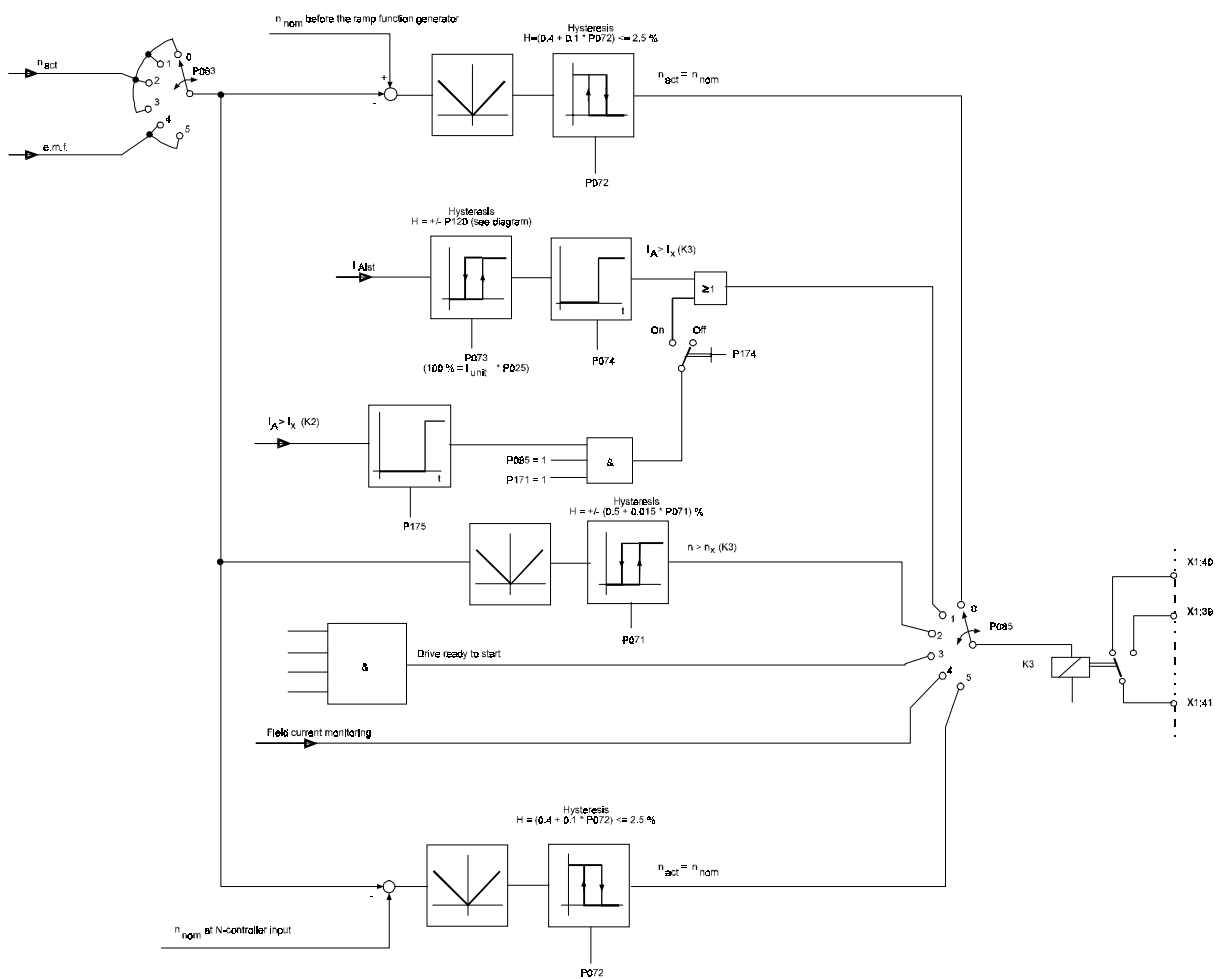 n nom before the ramp function generator
Hysteresis
H=(0.4 + 0.1 * P072) <= 2.5 %
n act
0
1
2
3
4
5
P083
+
-
n act = n nom
e.m.f.
P072
Hysteresis
H = +/- P120 (see diagram)
I AIst
I A > I x (K3)
≥1
t
On
Off
P174
P073
(100 % = I unit * P025)
P074
I A > I x (K2)
t
P085 = 1
P171 = 1
&
P175
Hysteresis
H = +/- (0.5 + 0.015 * P071) %
n > n x (K3)
P071
X1:40
X1:39
X1:41
0
1
2
3
4
5
P085
K3
&
Drive ready to start
Field current monitoring
Hysteresis
H = (0.4 + 0.1 * P072) <= 2.5 %
n act = n nom
-
n nom at N-controller input
P072